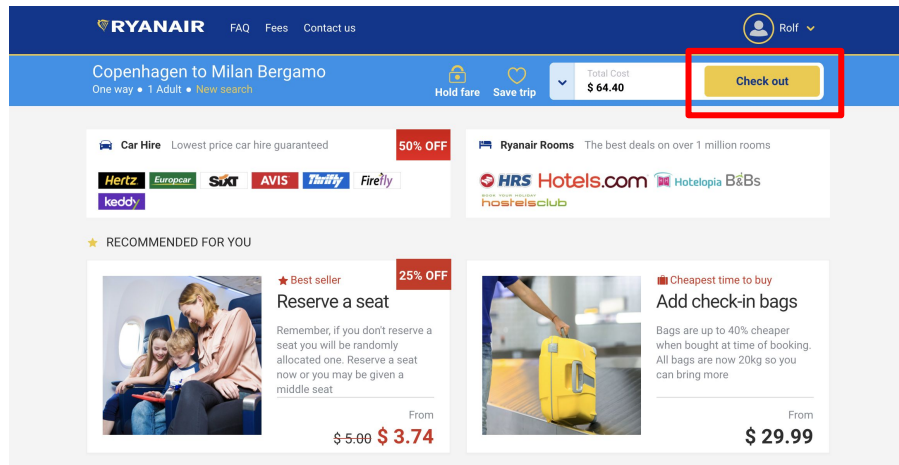 RYANAIR FAQ Fees Contact us Rolf
Copenhagen to Milan Bergamo
One way ● 1 Adult ● New search
Hold fare Save trip
Total Cost
$ 64.40
Check out
Car Hire Lowest price car hire guaranteed 50% OFF
Hertz. Europcar SiXT AVIS Thrifty Firefly
keddy
Ryanair Rooms The best deals on over 1 million rooms
HRS Hotels.com Hotelopia B&Bs
hostelsclub
RECOMMENDED FOR YOU
Best seller 25% OFF
Reserve a seat
Remember, if you don't reserve a
seat you will be randomly
allocated one. Reserve a seat
now or you may be given a
middle seat
From
$ 5.00 $ 3.74
Cheapest time to buy
Add check-in bags
Bags are up to 40% cheaper
when bought at time of booking.
All bags are now 20kg so you
can bring more
From
$ 29.99